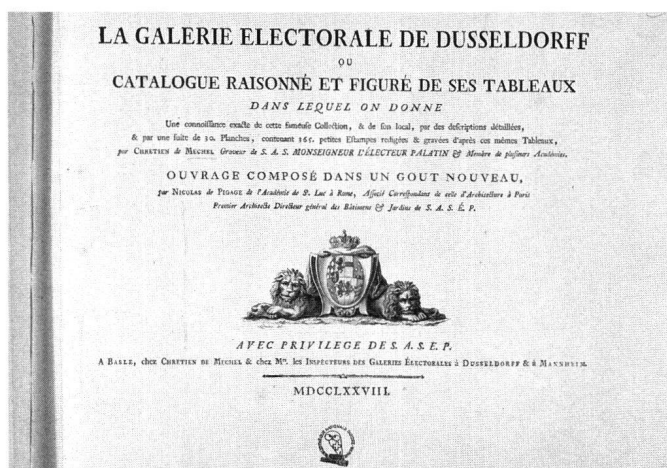 LA GALERIE ELECTORALE DE DUSSELDORFF
OU
CATALOGUE RAISONNÉ ET FIGURÉ DE SES TABLEAUX
DANS LEQUEL ON DONNE
Une connoissance exacte de cette fameuse Collection, & de son local, par des descriptions détaillées,
& par une suite de 30. Planches, contenant 365. petites Estampes redigées & gravées d'après ces mêmes Tableaux,
par CHRETIEN de MECHEL Graveur de S. A. S. MONSEIGNEUR L'ÉLECTEUR PALATIN & Membre de plusieurs Académies.
OUVRAGE COMPOSÉ DANS UN GOUT NOUVEAU,
par NICOLAS de PIGAGE de l'Académie de St. Luc à Rome, Associé Correspondant de celle d'Architecture à Paris
Premier Architecte Directeur général des Bâtimens & Jardins de S. A. S. É. P.
AVEC PRIVILEGE DE S. A. S. E. P.
A BASLE, chez CHRETIEN DE MECHEL & chez Mrs. les INSPECTEURS DES GALERIES ÉLECTORALES à DUSSELDORFF & à MANNHEIM.
MDCCLXXVIII.